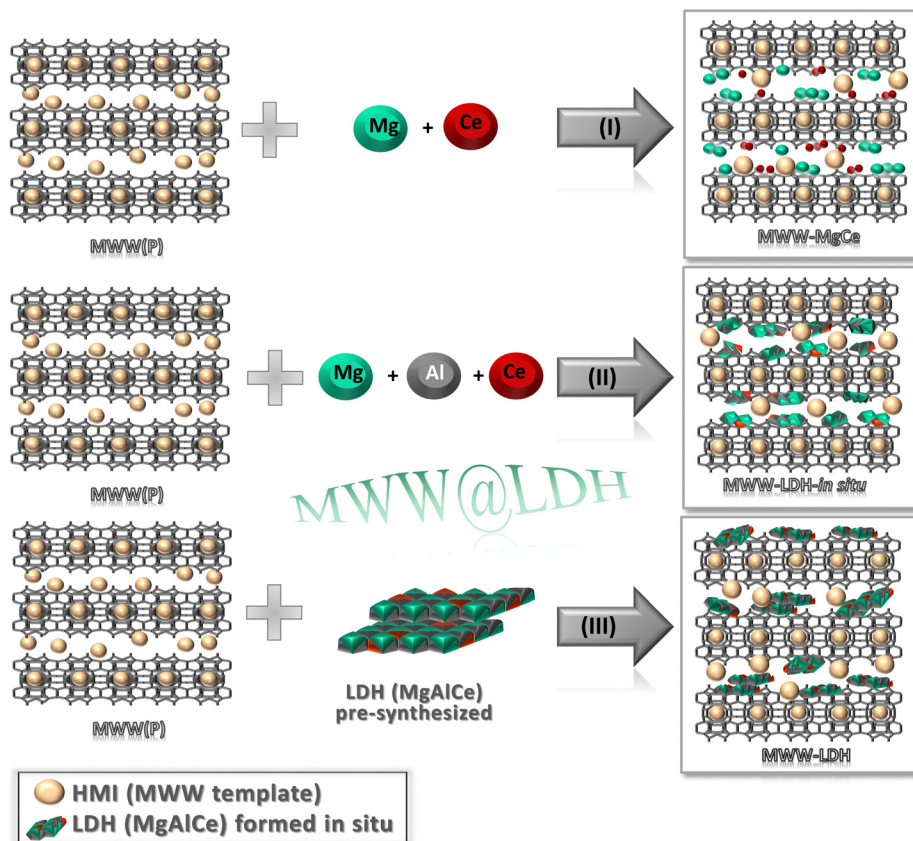 MWW(P)
Mg + Ce
(I)
MWW-MgCe
MWW(P)
Mg + Al + Ce
(II)
MWW-LDH-in situ
MWW@LDH
MWW(P)
LDH (MgAlCe)
pre-synthesized
(III)
MWW-LDH
HMI (MWW template)
LDH (MgAlCe) formed in situ